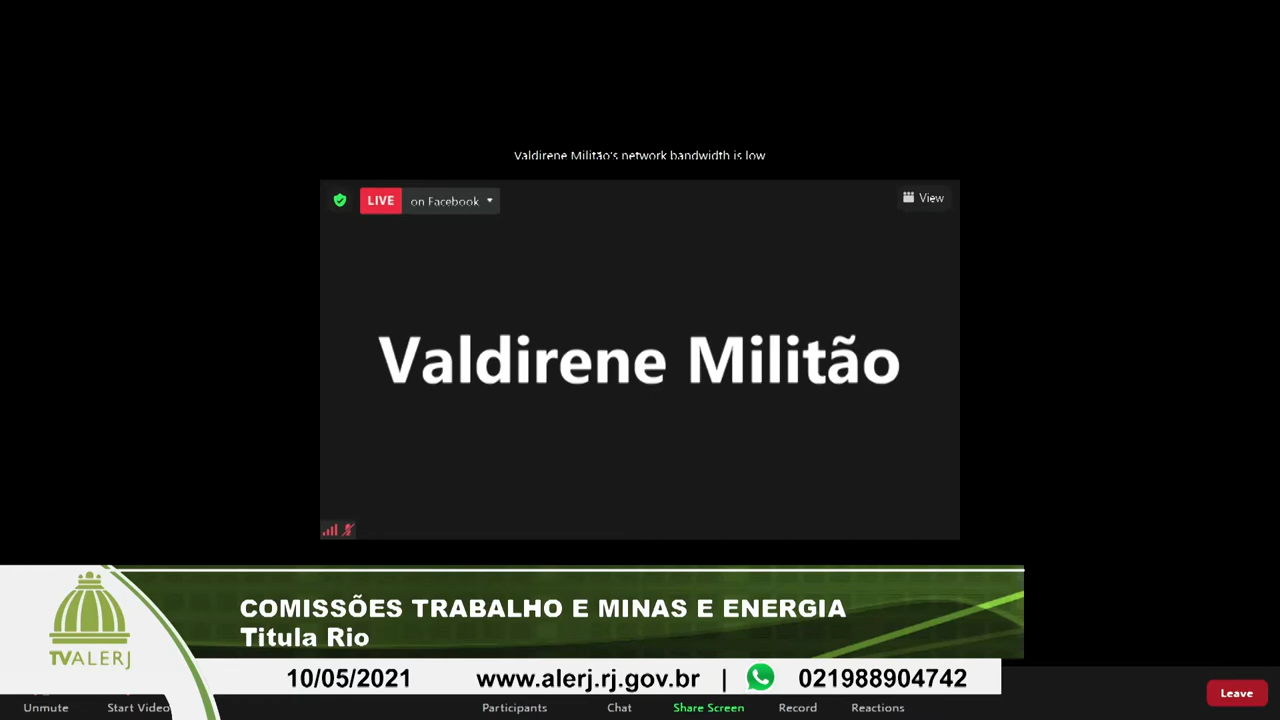 Valdirene Militão's network bandwidth is low
LIVE on Facebook
View
Valdirene Militão
COMISSÕES TRABALHO E MINAS E ENERGIA
Titula Rio
TVALERJ
10/05/2021 www.alerj.rj.gov.br | 021988904742
Unmute Start Video Participants Chat Share Screen Record Reactions Leave